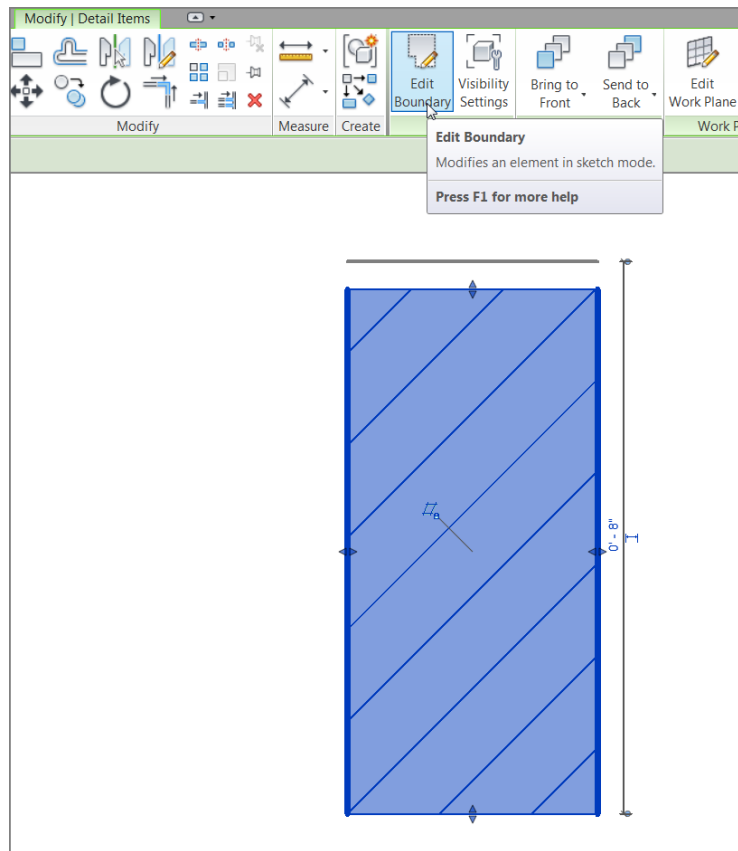 Modify | Detail Items
Edit
Boundary
Visibility
Settings
Bring to
Front
Send to
Back
Edit
Work Plane
Modify
Measure
Create
Work P
Edit Boundary
Modifies an element in sketch mode.
Press F1 for more help
0' - 8"